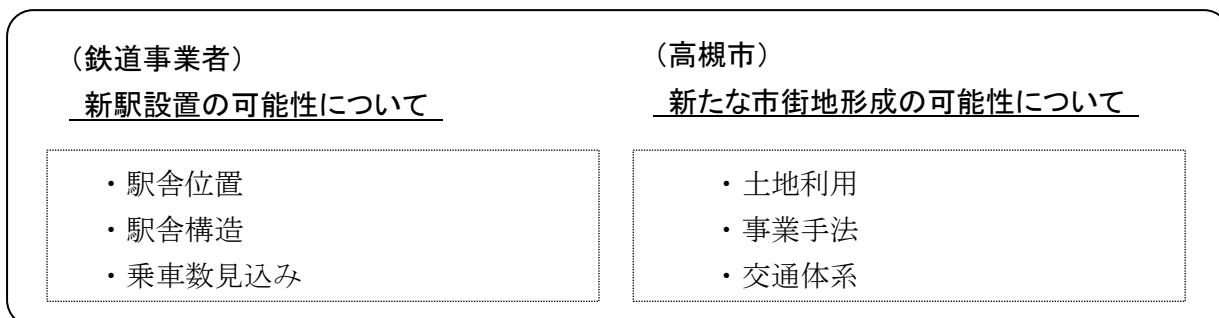 （鉄道事業者）
新駅設置の可能性について
・駅舎位置
・駅舎構造
・乗車数見込み
（高槻市）
新たな市街地形成の可能性について
・土地利用
・事業手法
・交通体系